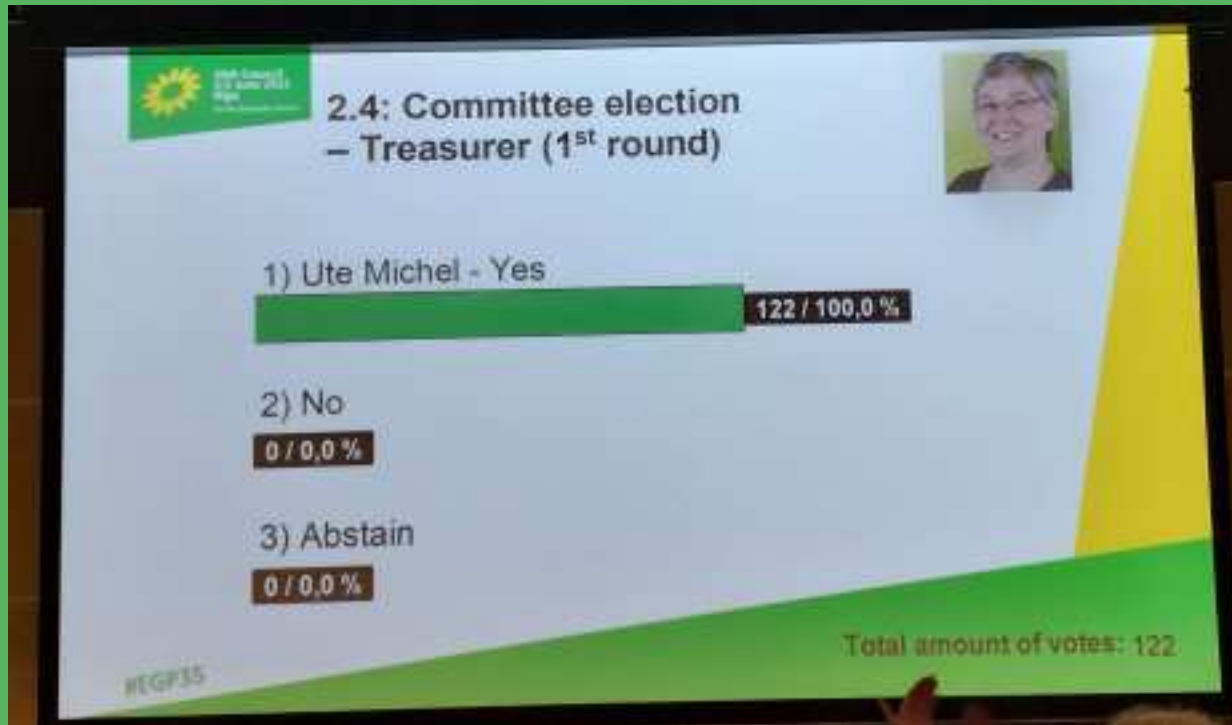 2.4: Committee election
– Treasurer (1st round)
1) Ute Michel - Yes
122 / 100,0 %
2) No
0 / 0,0 %
3) Abstain
0 / 0,0 %
Total amount of votes: 122
#EGP35